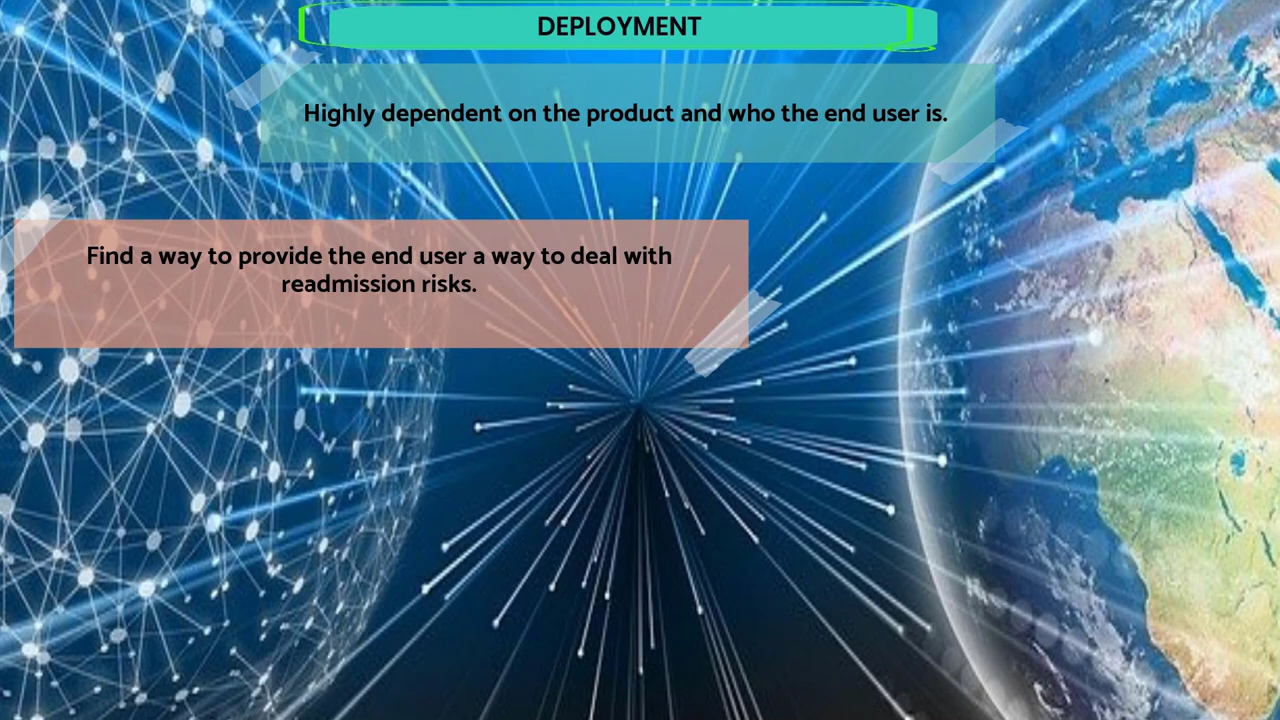 DEPLOYMENT
Highly dependent on the product and who the end user is.
Find a way to provide the end user a way to deal with
readmission risks.